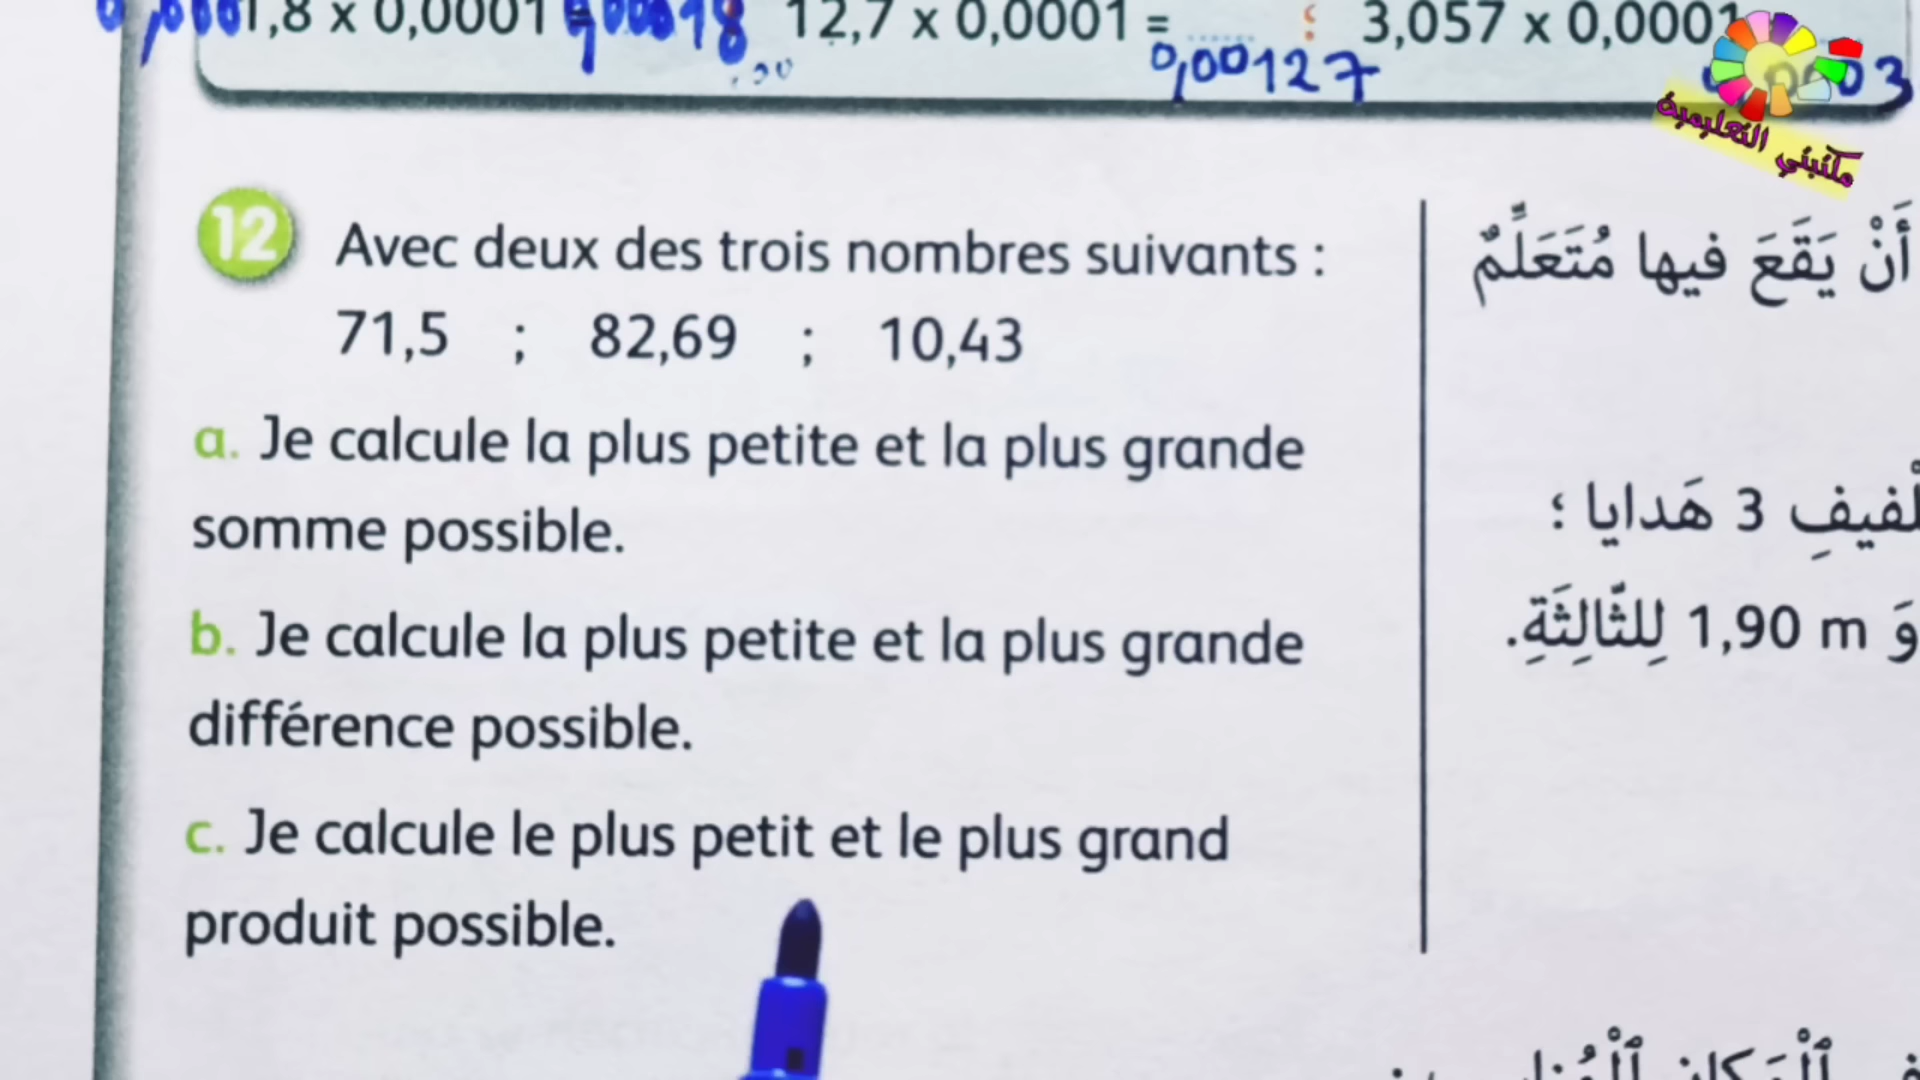 1,8 x 0,0001 = 12,7 x 0,0001 = ...... ؛ 3,057 x 0,0001
0,00127
مكتبتي التعليمية
12 Avec deux des trois nombres suivants :
71,5 ; 82,69 ; 10,43
a. Je calcule la plus petite et la plus grande
somme possible.
b. Je calcule la plus petite et la plus grande
différence possible.
c. Je calcule le plus petit et le plus grand
produit possible.
أَنْ يَقَعَ فيها مُتَعَلِّمٌ
3 هَدايا ؛
وَ 1,90 m لِلثّالِثَةِ.